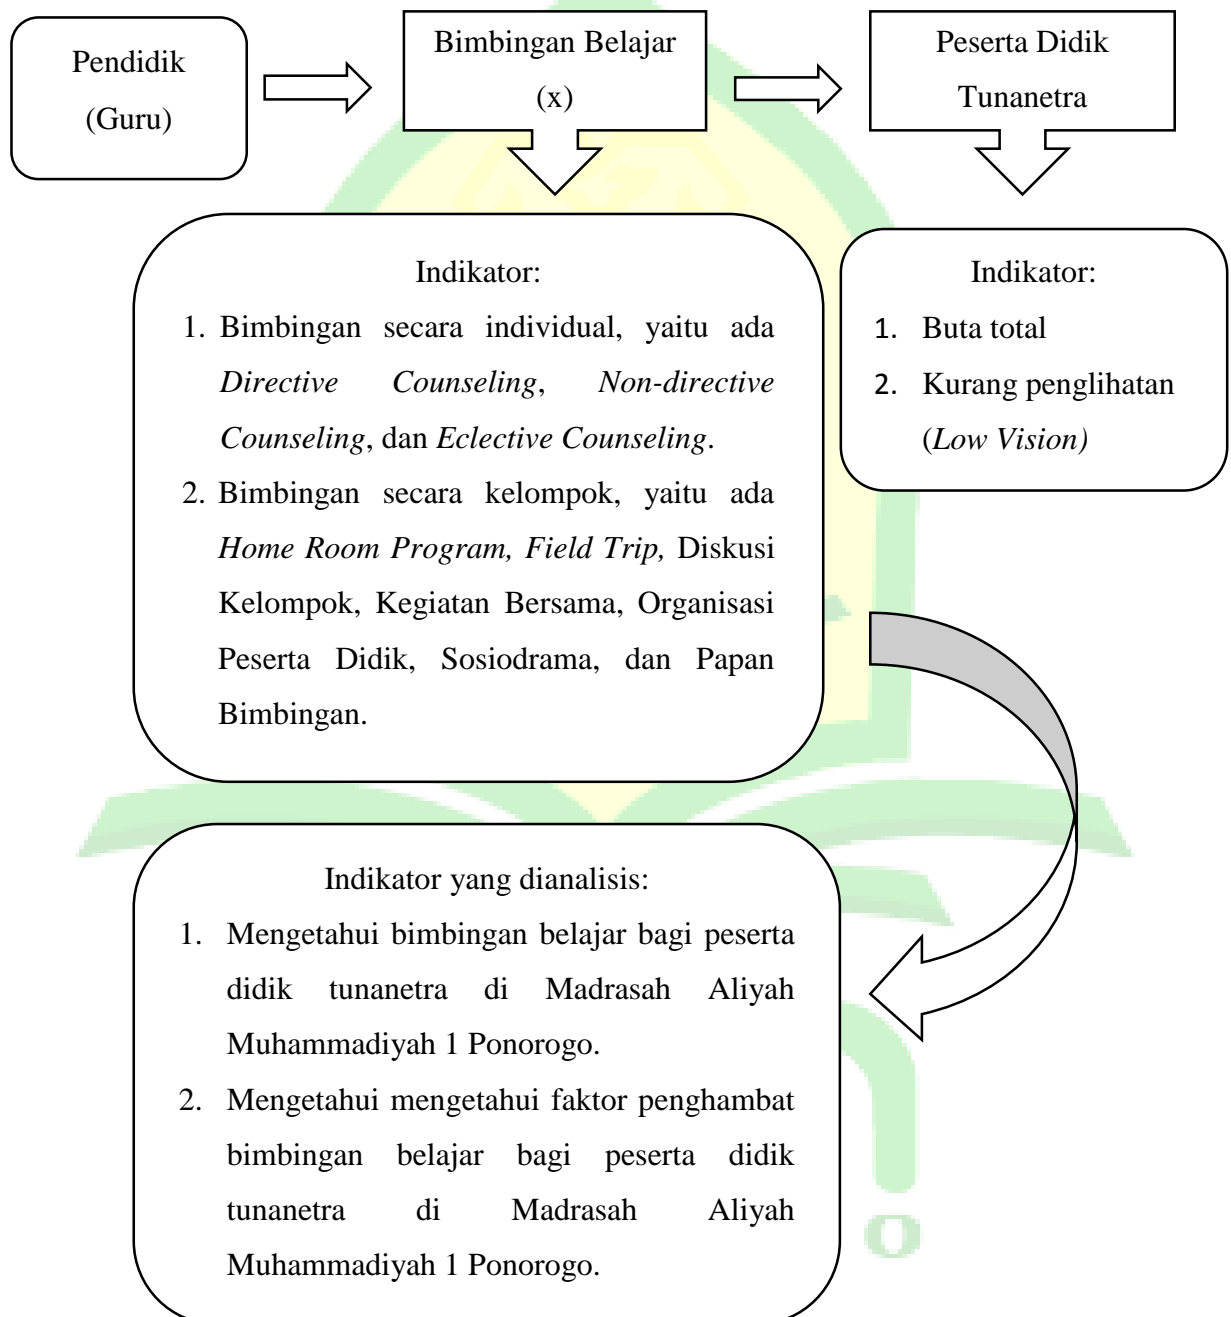 Pendidik
(Guru)
Bimbingan Belajar
(x)
Peserta Didik
Tunanetra
Indikator:
1. Bimbingan secara individual, yaitu ada
Directive Counseling, Non-directive
Counseling, dan Eclective Counseling.
2. Bimbingan secara kelompok, yaitu ada
Home Room Program, Field Trip, Diskusi
Kelompok, Kegiatan Bersama, Organisasi
Peserta Didik, Sosiodrama, dan Papan
Bimbingan.
Indikator:
1. Buta total
2. Kurang penglihatan
(Low Vision)
Indikator yang dianalisis:
1. Mengetahui bimbingan belajar bagi peserta
didik tunanetra di Madrasah Aliyah
Muhammadiyah 1 Ponorogo.
2. Mengetahui mengetahui faktor penghambat
bimbingan belajar bagi peserta didik
tunanetra di Madrasah Aliyah
Muhammadiyah 1 Ponorogo.